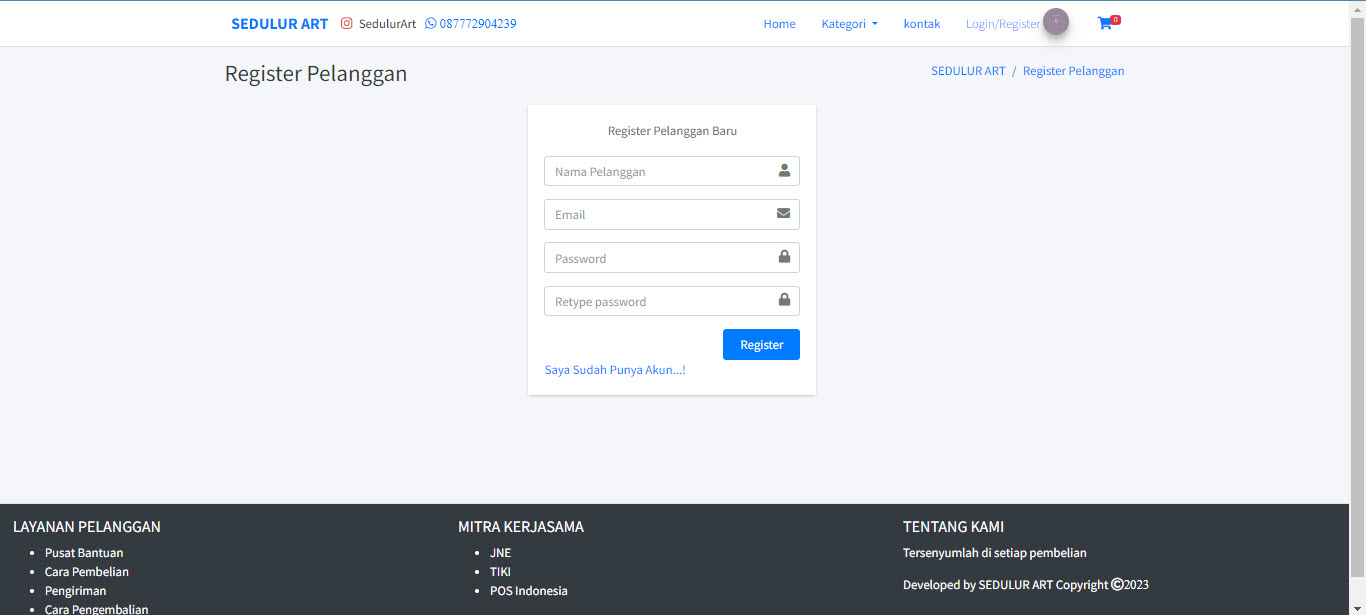 SEDULUR ART SedulurArt 087772904239 Home Kategori kontak Login/Register 0
Register Pelanggan
SEDULUR ART / Register Pelanggan
Register Pelanggan Baru
Nama Pelanggan
Email
Password
Retype password
Register
Saya Sudah Punya Akun...!
LAYANAN PELANGGAN
Pusat Bantuan
Cara Pembelian
Pengiriman
Cara Pengembalian
MITRA KERJASAMA
JNE
TIKI
POS Indonesia
TENTANG KAMI
Tersenyumlah di setiap pembelian
Developed by SEDULUR ART Copyright ©2023